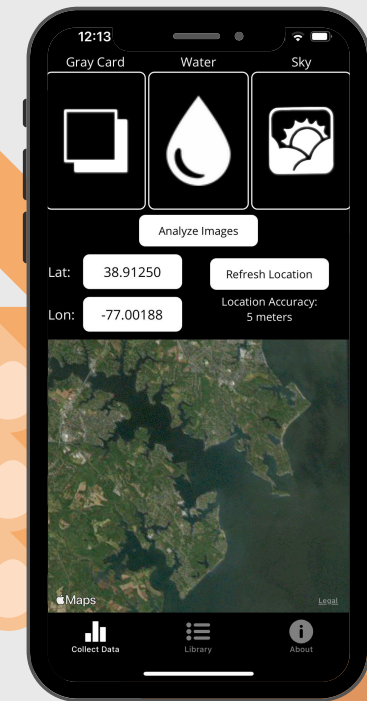 12:13
Gray Card Water Sky
Analyze Images
Lat: 38.91250 Refresh Location
Location Accuracy:
Lon: -77.00188 5 meters
Maps Legal
Collect Data Library About